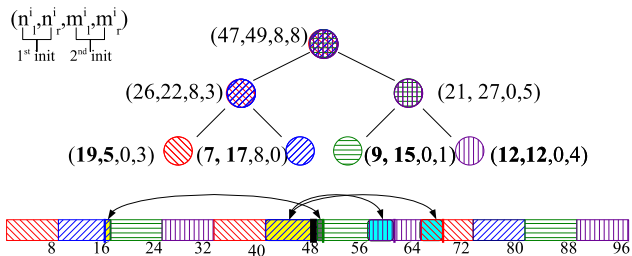 (n^i_l,n^i_r,m^i_l,m^i_r)
1st init 2nd init
(47,49,8,8)
(26,22,8,3) (21, 27,0,5)
(19,5,0,3) (7, 17,8,0) (9, 15,0,1) (12,12,0,4)
8 16 24 32 40 48 56 64 72 80 88 96